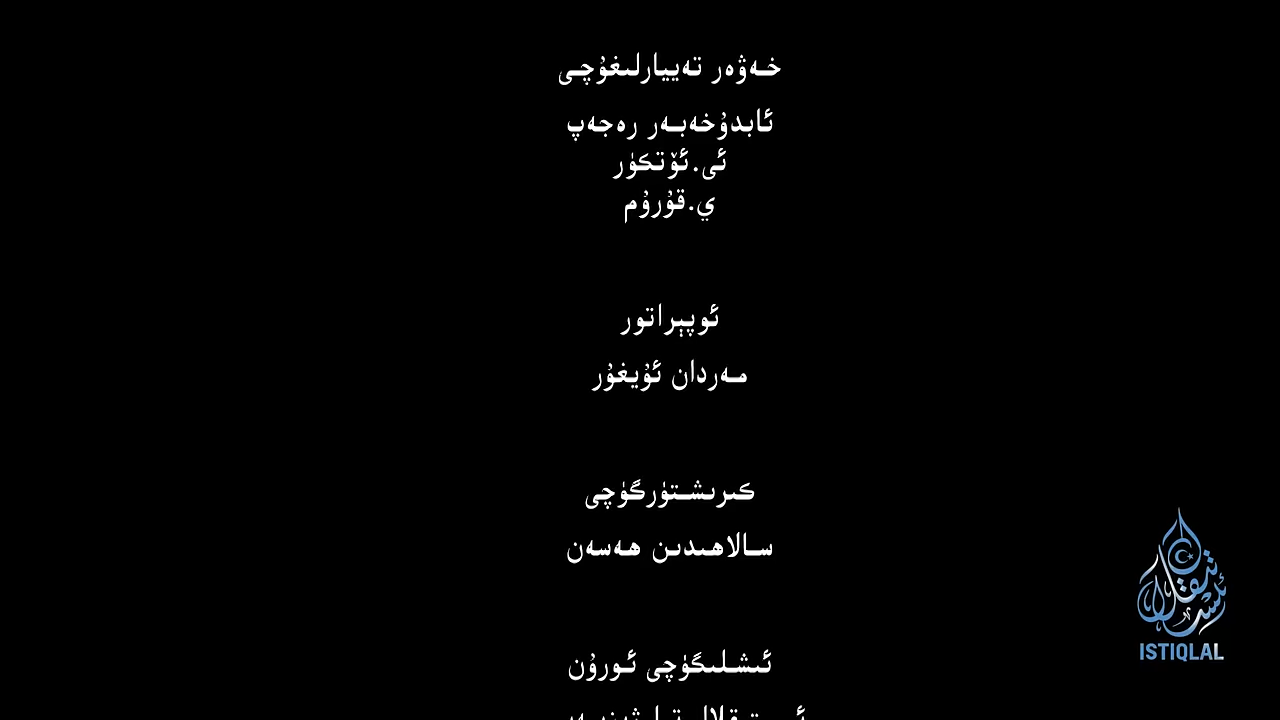 خەۋەر تەييارلىغۇچى
ئابدۇخەبەر رەجەپ
ئى.ئۆتكۈر
ي.قۇرۇم
ئوپېراتور
مەردان ئۇيغۇر
كىرىشتۈرگۈچى
سالاھىدىن ھەسەن
ئىشلىگۈچى ئورۇن
ISTIQLAL